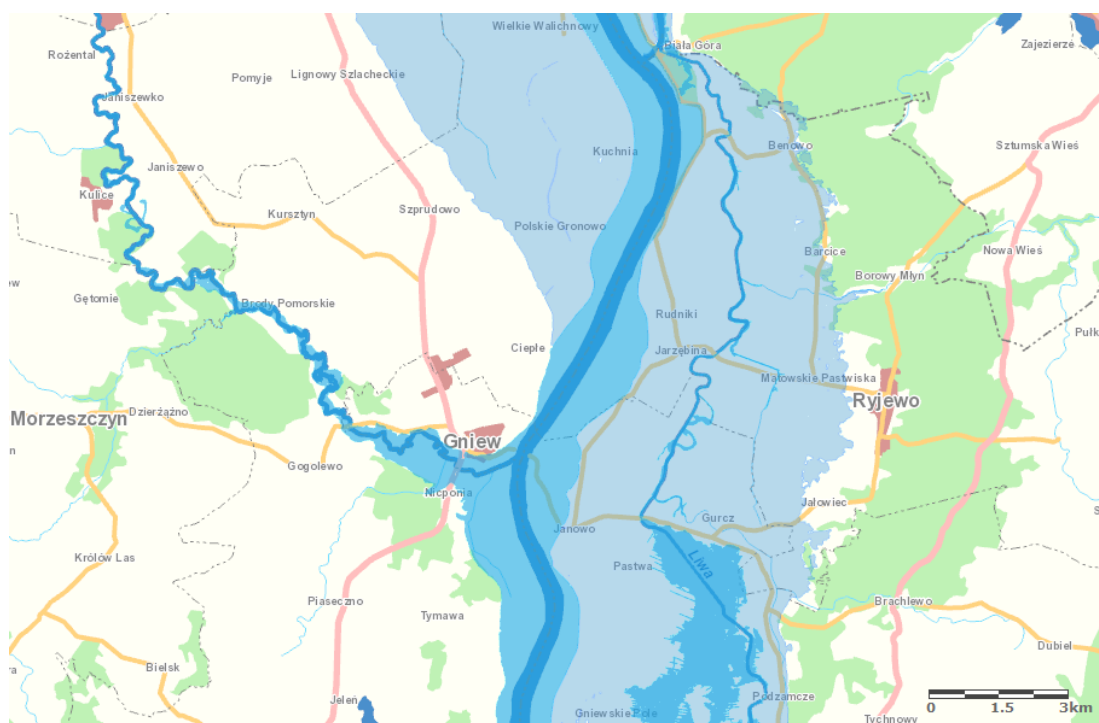 Wielkie Walichnowy
Biała Góra
Zajezierze
Rożental
Pomyje
Lignowy Szlacheckie
Janiszewko
Kuchnia
Benowo
Sztumska Wieś
Janiszewo
Kulice
Kursztyn
Szprudowo
Polskie Gronowo
Barcice
Nowa Wieś
Borowy Młyn
ew
Gętomie
Brody Pomorskie
Rudniki
Pułk
Ciepłe
Jarzębina
Mątowskie Pastwiska
Ryjewo
Morzeszczyn
Dzierżążno
Gniew
Gogolewo
Nicponia
Jałowiec
Janowo
Gurcz
Królów Las
Pastwa
Liwa
Piaseczno
Tymawa
Brachlewo
Dubiel
Bielsk
Jeleń
Podzamcze
Gniewskie Pole
Tychnowy
0 1.5 3km